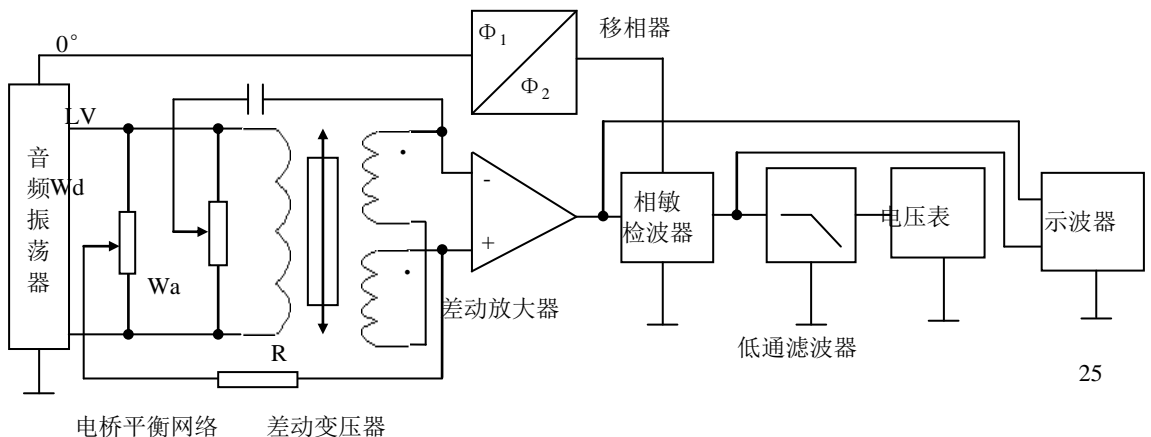 0°
Φ1
Φ2
移相器
LV
音频振荡器
Wd
Wa
-
+
差动放大器
相敏
检波器
电压表
示波器
低通滤波器
R
25
电桥平衡网络
差动变压器